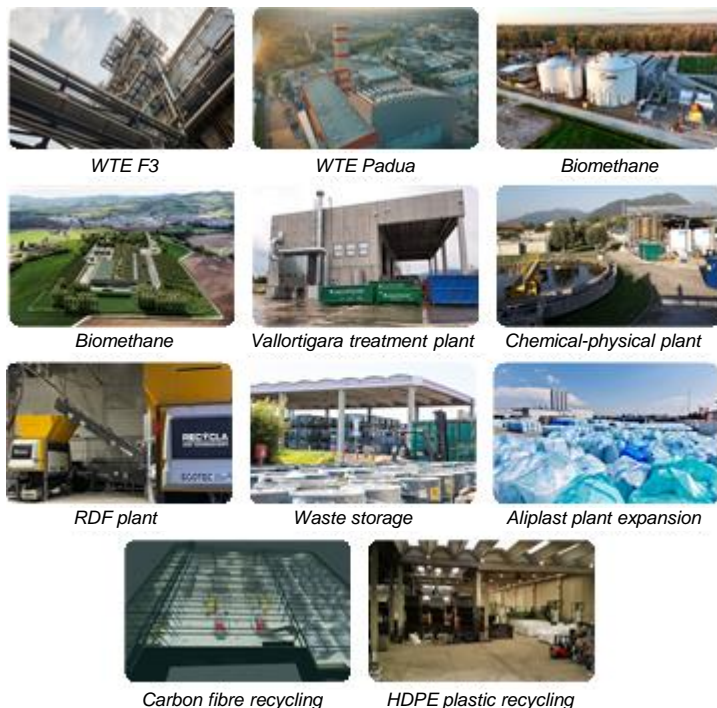 WTE F3
WTE Padua
Biomethane
Biomethane
Vallortigara treatment plant
Chemical-physical plant
RECYCLA
ECOTEC
RDF plant
Waste storage
Aliplast plant expansion
Carbon fibre recycling
HDPE plastic recycling